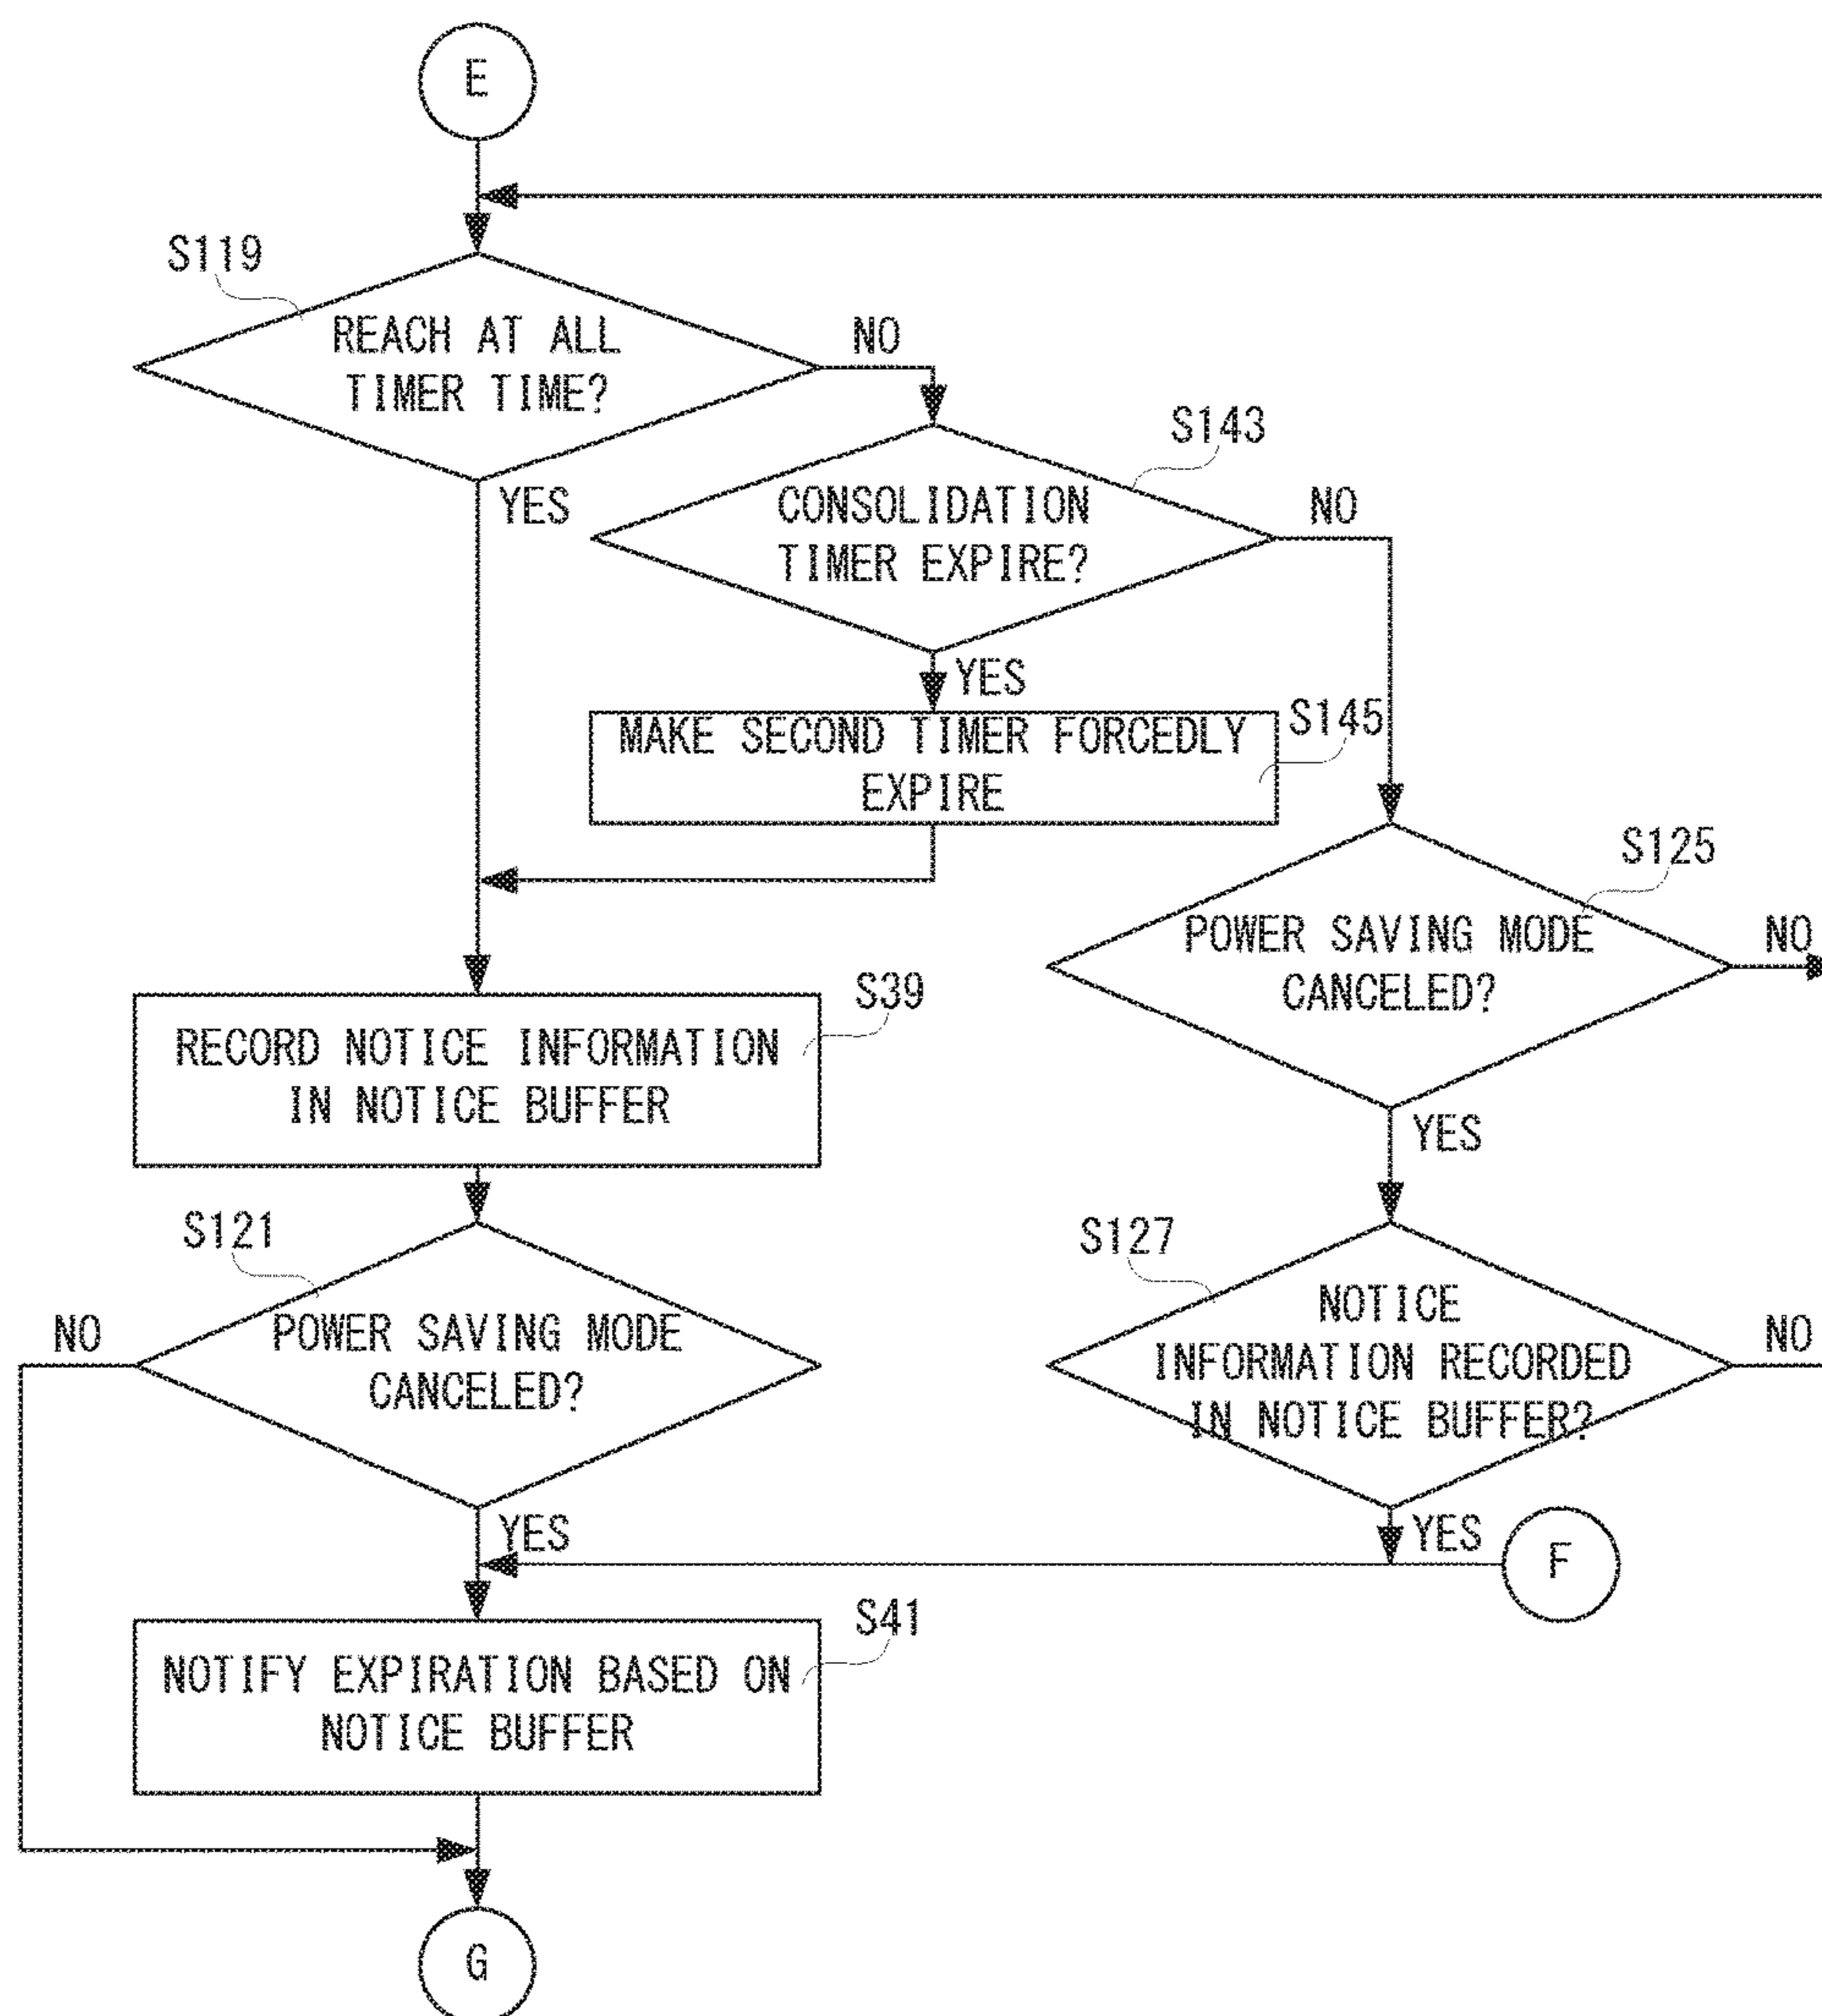 E
S119
REACH AT ALL
TIMER TIME?
NO
YES
S143
CONSOLIDATION
TIMER EXPIRE?
NO
YES
S145
MAKE SECOND TIMER FORCEDLY
EXPIRE
S125
POWER SAVING MODE
CANCELED?
NO
YES
S39
RECORD NOTICE INFORMATION
IN NOTICE BUFFER
S121
POWER SAVING MODE
CANCELED?
NO
YES
S127
NOTICE
INFORMATION RECORDED
IN NOTICE BUFFER?
NO
YES
F
S41
NOTIFY EXPIRATION BASED ON
NOTICE BUFFER
G